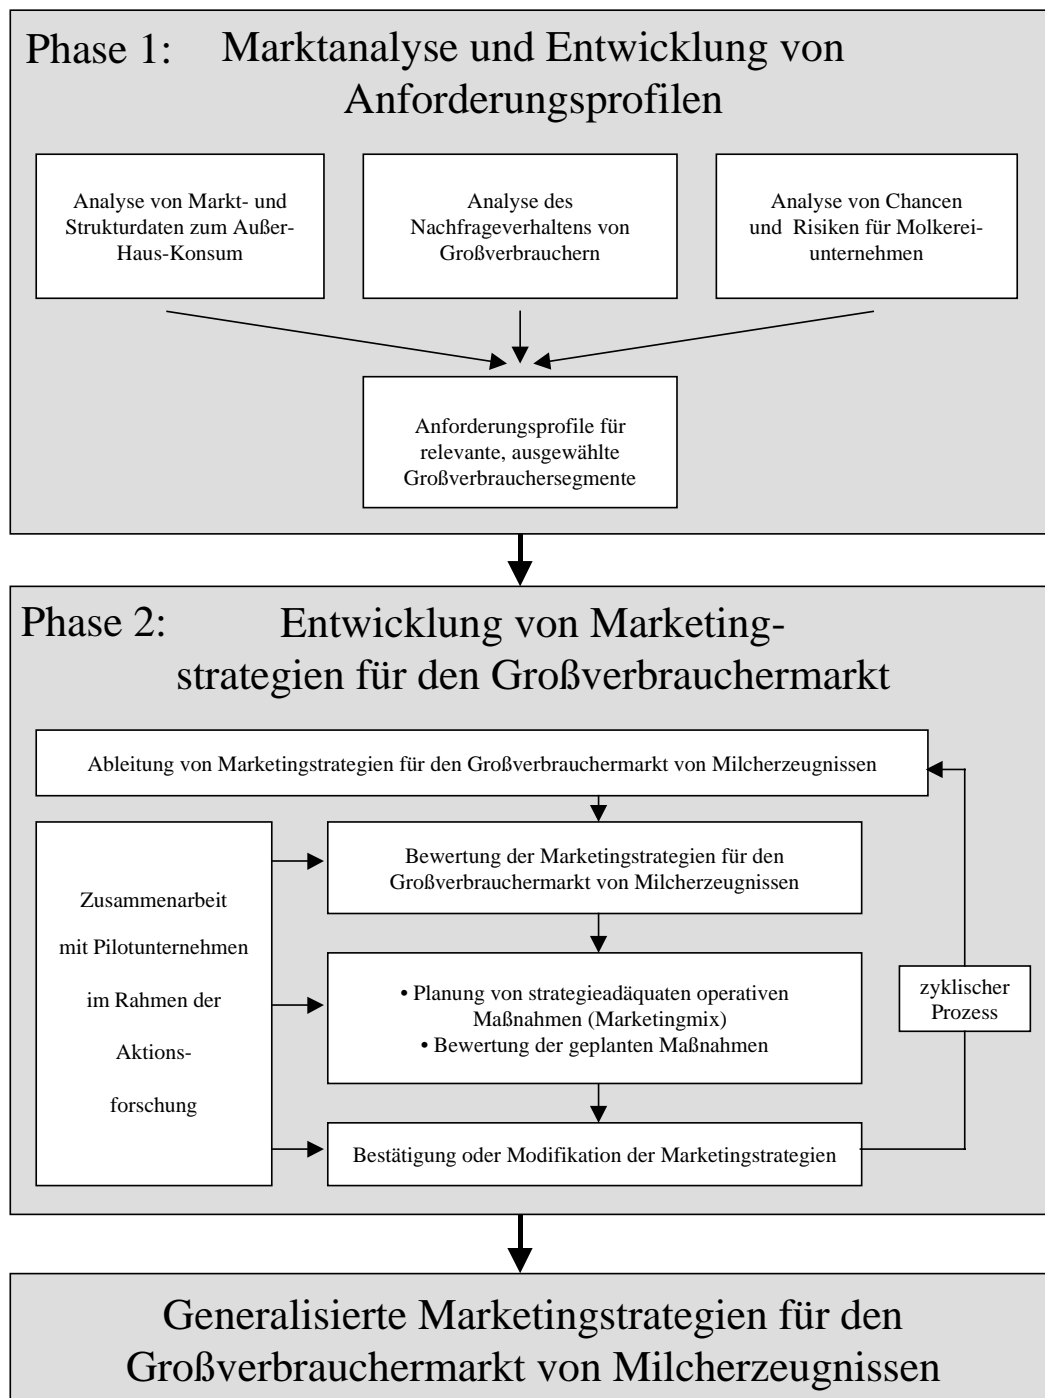 Phase 1: Marktanalyse und Entwicklung von
Anforderungsprofilen
Analyse von Markt- und
Strukturdaten zum Außer-
Haus-Konsum
Analyse des
Nachfrageverhaltens von
Großverbrauchern
Analyse von Chancen
und Risiken für Molkerei-
unternehmen
Anforderungsprofile für
relevante, ausgewählte
Großverbrauchersegmente
Phase 2: Entwicklung von Marketing-
strategien für den Großverbrauchermarkt
Ableitung von Marketingstrategien für den Großverbrauchermarkt von Milcherzeugnissen
Zusammenarbeit
mit Pilotunternehmen
im Rahmen der
Aktions-
forschung
Bewertung der Marketingstrategien für den
Großverbrauchermarkt von Milcherzeugnissen
• Planung von strategieadäquaten operativen
Maßnahmen (Marketingmix)
• Bewertung der geplanten Maßnahmen
Bestätigung oder Modifikation der Marketingstrategien
zyklischer
Prozess
Generalisierte Marketingstrategien für den
Großverbrauchermarkt von Milcherzeugnissen